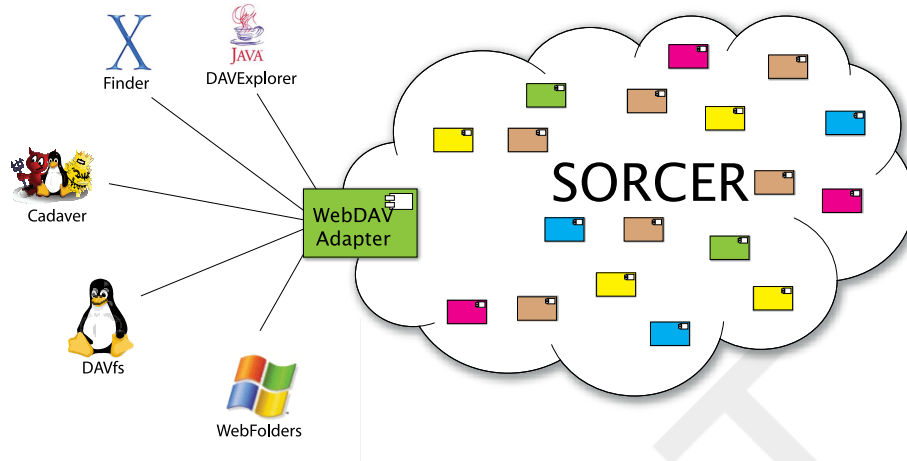 X
Finder
JAVA
DAVExplorer
Cadaver
WebDAV
Adapter
SORCER
DAVfs
WebFolders